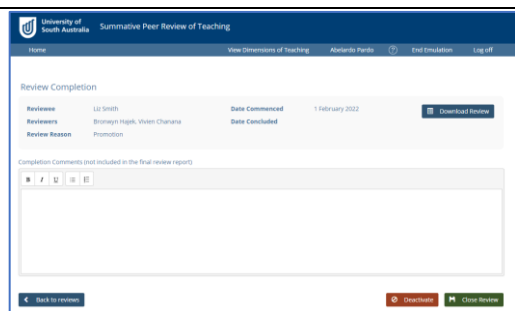 University of
South Australia
Summative Peer Review of Teaching
Home View Dimensions of Teaching Abelardo Pardo ? End Emulation Log off
Review Completion
Reviewee Liz Smith Date Commenced 1 February 2022 Download Review
Reviewers Bronwyn Hajek, Vivien Chanana Date Concluded
Review Reason Promotion
Completion Comments (not included in the final review report)
B I U
Back to reviews Deactivate Close Review